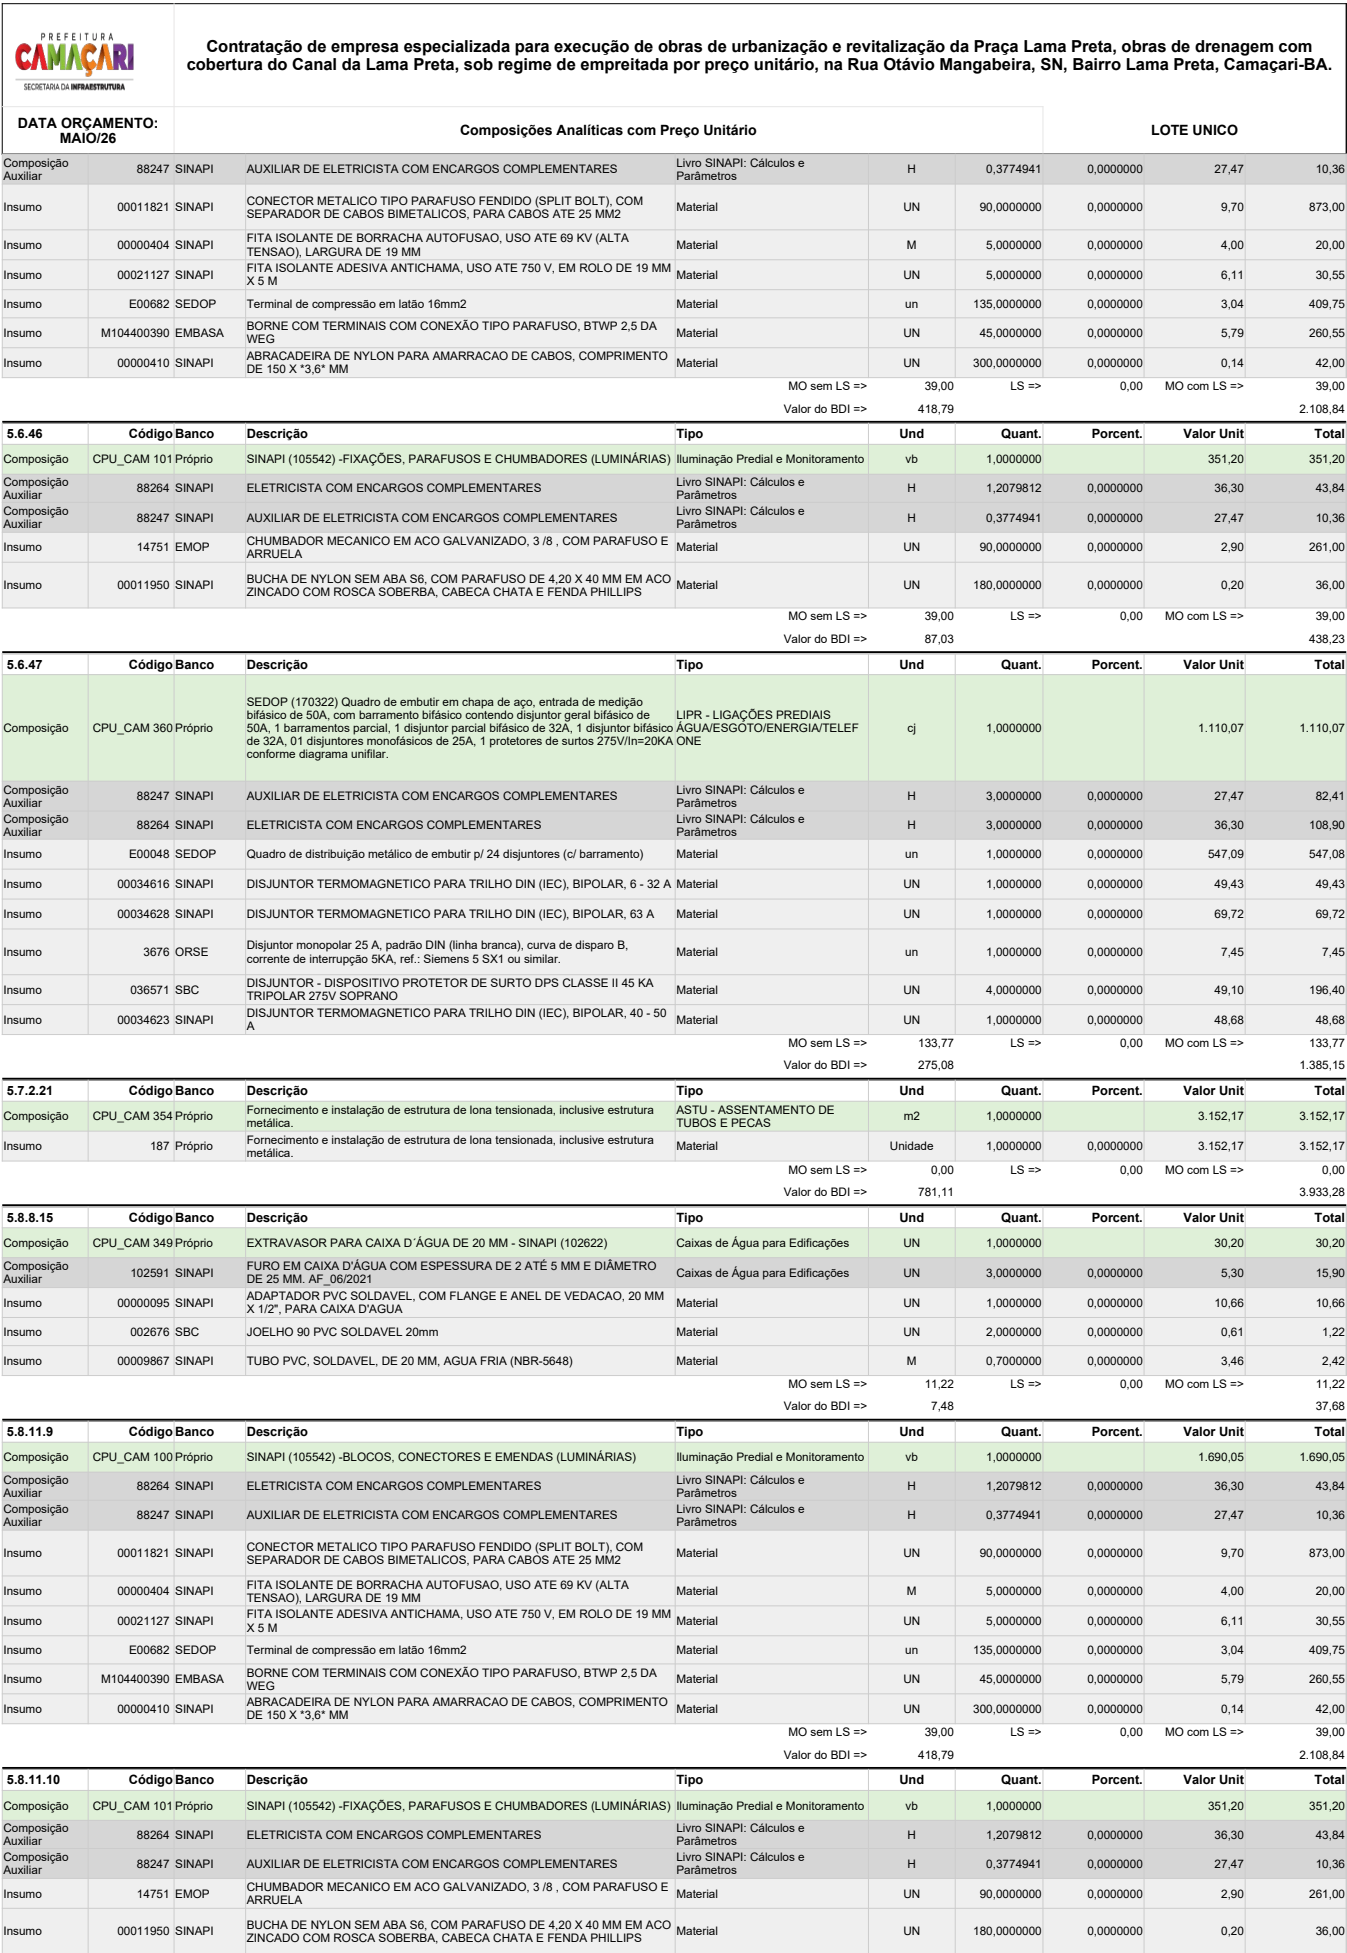 PREFEITURA
CAMAÇARI
SECRETARIA DA INFRAESTRUTURA
Contratação de empresa especializada para execução de obras de urbanização e revitalização da Praça Lama Preta, obras de drenagem com
cobertura do Canal da Lama Preta, sob regime de empreitada por preço unitário, na Rua Otávio Mangabeira, SN, Bairro Lama Preta, Camaçari-BA.
DATA ORÇAMENTO:
MAIO/26
Composições Analíticas com Preço Unitário
LOTE UNICO
Composição
Auxiliar 88247 SINAPI AUXILIAR DE ELETRICISTA COM ENCARGOS COMPLEMENTARES Livro SINAPI: Cálculos e
Parâmetros H 0,3774941 0,0000000 27,47 10,36
Insumo 00011821 SINAPI CONECTOR METALICO TIPO PARAFUSO FENDIDO (SPLIT BOLT), COM
SEPARADOR DE CABOS BIMETALICOS, PARA CABOS ATE 25 MM2 Material UN 90,0000000 0,0000000 9,70 873,00
Insumo 00000404 SINAPI FITA ISOLANTE DE BORRACHA AUTOFUSAO, USO ATE 69 KV (ALTA
TENSAO), LARGURA DE 19 MM Material M 5,0000000 0,0000000 4,00 20,00
Insumo 00021127 SINAPI FITA ISOLANTE ADESIVA ANTICHAMA, USO ATE 750 V, EM ROLO DE 19 MM
X 5 M Material UN 5,0000000 0,0000000 6,11 30,55
Insumo E00682 SEDOP Terminal de compressão em latão 16mm2 Material un 135,0000000 0,0000000 3,04 409,75
Insumo M104400390 EMBASA BORNE COM TERMINAIS COM CONEXÃO TIPO PARAFUSO, BTWP 2,5 DA
WEG Material UN 45,0000000 0,0000000 5,79 260,55
Insumo 00000410 SINAPI ABRACADEIRA DE NYLON PARA AMARRACAO DE CABOS, COMPRIMENTO
DE 150 X *3,6* MM Material UN 300,0000000 0,0000000 0,14 42,00
MO sem LS => 39,00 LS => 0,00 MO com LS => 39,00
Valor do BDI => 418,79 2.108,84
5.6.46 Código Banco Descrição Tipo Und Quant. Porcent. Valor Unit Total
Composição CPU_CAM 101 Próprio SINAPI (105542) -FIXAÇÕES, PARAFUSOS E CHUMBADORES (LUMINÁRIAS) Iluminação Predial e Monitoramento vb 1,0000000 351,20 351,20
Composição
Auxiliar 88264 SINAPI ELETRICISTA COM ENCARGOS COMPLEMENTARES Livro SINAPI: Cálculos e
Parâmetros H 1,2079812 0,0000000 36,30 43,84
Composição
Auxiliar 88247 SINAPI AUXILIAR DE ELETRICISTA COM ENCARGOS COMPLEMENTARES Livro SINAPI: Cálculos e
Parâmetros H 0,3774941 0,0000000 27,47 10,36
Insumo 14751 EMOP CHUMBADOR MECANICO EM ACO GALVANIZADO, 3 /8 , COM PARAFUSO E
ARRUELA Material UN 90,0000000 0,0000000 2,90 261,00
Insumo 00011950 SINAPI BUCHA DE NYLON SEM ABA S6, COM PARAFUSO DE 4,20 X 40 MM EM ACO
ZINCADO COM ROSCA SOBERBA, CABECA CHATA E FENDA PHILLIPS Material UN 180,0000000 0,0000000 0,20 36,00
MO sem LS => 39,00 LS => 0,00 MO com LS => 39,00
Valor do BDI => 87,03 438,23
5.6.47 Código Banco Descrição Tipo Und Quant. Porcent. Valor Unit Total
Composição CPU_CAM 360 Próprio SEDOP (170322) Quadro de embutir em chapa de aço, entrada de medição
bifásico de 50A, com barramento bifásico contendo disjuntor geral bifásico de
50A, 1 barramentos parcial, 1 disjuntor parcial bifásico de 32A, 1 disjuntor bifásico
de 32A, 01 disjuntores monofásicos de 25A, 1 protetores de surtos 275V/In=20KA
conforme diagrama unifilar. LIPR - LIGAÇÕES PREDIAIS
ÁGUA/ESGOTO/ENERGIA/TELEF
ONE cj 1,0000000 1.110,07 1.110,07
Composição
Auxiliar 88247 SINAPI AUXILIAR DE ELETRICISTA COM ENCARGOS COMPLEMENTARES Livro SINAPI: Cálculos e
Parâmetros H 3,0000000 0,0000000 27,47 82,41
Composição
Auxiliar 88264 SINAPI ELETRICISTA COM ENCARGOS COMPLEMENTARES Livro SINAPI: Cálculos e
Parâmetros H 3,0000000 0,0000000 36,30 108,90
Insumo E00048 SEDOP Quadro de distribuição metálico de embutir p/ 24 disjuntores (c/ barramento) Material un 1,0000000 0,0000000 547,09 547,08
Insumo 00034616 SINAPI DISJUNTOR TERMOMAGNETICO PARA TRILHO DIN (IEC), BIPOLAR, 6 - 32 A Material UN 1,0000000 0,0000000 49,43 49,43
Insumo 00034628 SINAPI DISJUNTOR TERMOMAGNETICO PARA TRILHO DIN (IEC), BIPOLAR, 63 A Material UN 1,0000000 0,0000000 69,72 69,72
Insumo 3676 ORSE Disjuntor monopolar 25 A, padrão DIN (linha branca), curva de disparo B,
corrente de interrupção 5KA, ref.: Siemens 5 SX1 ou similar. Material un 1,0000000 0,0000000 7,45 7,45
Insumo 036571 SBC DISJUNTOR - DISPOSITIVO PROTETOR DE SURTO DPS CLASSE II 45 KA
TRIPOLAR 275V SOPRANO Material UN 4,0000000 0,0000000 49,10 196,40
Insumo 00034623 SINAPI DISJUNTOR TERMOMAGNETICO PARA TRILHO DIN (IEC), BIPOLAR, 40 - 50
A Material UN 1,0000000 0,0000000 48,68 48,68
MO sem LS => 133,77 LS => 0,00 MO com LS => 133,77
Valor do BDI => 275,08 1.385,15
5.7.2.21 Código Banco Descrição Tipo Und Quant. Porcent. Valor Unit Total
Composição CPU_CAM 354 Próprio Fornecimento e instalação de estrutura de lona tensionada, inclusive estrutura
metálica. ASTU - ASSENTAMENTO DE
TUBOS E PECAS m2 1,0000000 3.152,17 3.152,17
Insumo 187 Próprio Fornecimento e instalação de estrutura de lona tensionada, inclusive estrutura
metálica. Material Unidade 1,0000000 0,0000000 3.152,17 3.152,17
MO sem LS => 0,00 LS => 0,00 MO com LS => 0,00
Valor do BDI => 781,11 3.933,28
5.8.8.15 Código Banco Descrição Tipo Und Quant. Porcent. Valor Unit Total
Composição CPU_CAM 349 Próprio EXTRAVASOR PARA CAIXA D´ÁGUA DE 20 MM - SINAPI (102622) Caixas de Água para Edificações UN 1,0000000 30,20 30,20
Composição
Auxiliar 102591 SINAPI FURO EM CAIXA D'ÁGUA COM ESPESSURA DE 2 ATÉ 5 MM E DIÂMETRO
DE 25 MM. AF_06/2021 Caixas de Água para Edificações UN 3,0000000 0,0000000 5,30 15,90
Insumo 00000095 SINAPI ADAPTADOR PVC SOLDAVEL, COM FLANGE E ANEL DE VEDACAO, 20 MM
X 1/2", PARA CAIXA D'AGUA Material UN 1,0000000 0,0000000 10,66 10,66
Insumo 002676 SBC JOELHO 90 PVC SOLDAVEL 20mm Material UN 2,0000000 0,0000000 0,61 1,22
Insumo 00009867 SINAPI TUBO PVC, SOLDAVEL, DE 20 MM, AGUA FRIA (NBR-5648) Material M 0,7000000 0,0000000 3,46 2,42
MO sem LS => 11,22 LS => 0,00 MO com LS => 11,22
Valor do BDI => 7,48 37,68
5.8.11.9 Código Banco Descrição Tipo Und Quant. Porcent. Valor Unit Total
Composição CPU_CAM 100 Próprio SINAPI (105542) -BLOCOS, CONECTORES E EMENDAS (LUMINÁRIAS) Iluminação Predial e Monitoramento vb 1,0000000 1.690,05 1.690,05
Composição
Auxiliar 88264 SINAPI ELETRICISTA COM ENCARGOS COMPLEMENTARES Livro SINAPI: Cálculos e
Parâmetros H 1,2079812 0,0000000 36,30 43,84
Composição
Auxiliar 88247 SINAPI AUXILIAR DE ELETRICISTA COM ENCARGOS COMPLEMENTARES Livro SINAPI: Cálculos e
Parâmetros H 0,3774941 0,0000000 27,47 10,36
Insumo 00011821 SINAPI CONECTOR METALICO TIPO PARAFUSO FENDIDO (SPLIT BOLT), COM
SEPARADOR DE CABOS BIMETALICOS, PARA CABOS ATE 25 MM2 Material UN 90,0000000 0,0000000 9,70 873,00
Insumo 00000404 SINAPI FITA ISOLANTE DE BORRACHA AUTOFUSAO, USO ATE 69 KV (ALTA
TENSAO), LARGURA DE 19 MM Material M 5,0000000 0,0000000 4,00 20,00
Insumo 00021127 SINAPI FITA ISOLANTE ADESIVA ANTICHAMA, USO ATE 750 V, EM ROLO DE 19 MM
X 5 M Material UN 5,0000000 0,0000000 6,11 30,55
Insumo E00682 SEDOP Terminal de compressão em latão 16mm2 Material un 135,0000000 0,0000000 3,04 409,75
Insumo M104400390 EMBASA BORNE COM TERMINAIS COM CONEXÃO TIPO PARAFUSO, BTWP 2,5 DA
WEG Material UN 45,0000000 0,0000000 5,79 260,55
Insumo 00000410 SINAPI ABRACADEIRA DE NYLON PARA AMARRACAO DE CABOS, COMPRIMENTO
DE 150 X *3,6* MM Material UN 300,0000000 0,0000000 0,14 42,00
MO sem LS => 39,00 LS => 0,00 MO com LS => 39,00
Valor do BDI => 418,79 2.108,84
5.8.11.10 Código Banco Descrição Tipo Und Quant. Porcent. Valor Unit Total
Composição CPU_CAM 101 Próprio SINAPI (105542) -FIXAÇÕES, PARAFUSOS E CHUMBADORES (LUMINÁRIAS) Iluminação Predial e Monitoramento vb 1,0000000 351,20 351,20
Composição
Auxiliar 88264 SINAPI ELETRICISTA COM ENCARGOS COMPLEMENTARES Livro SINAPI: Cálculos e
Parâmetros H 1,2079812 0,0000000 36,30 43,84
Composição
Auxiliar 88247 SINAPI AUXILIAR DE ELETRICISTA COM ENCARGOS COMPLEMENTARES Livro SINAPI: Cálculos e
Parâmetros H 0,3774941 0,0000000 27,47 10,36
Insumo 14751 EMOP CHUMBADOR MECANICO EM ACO GALVANIZADO, 3 /8 , COM PARAFUSO E
ARRUELA Material UN 90,0000000 0,0000000 2,90 261,00
Insumo 00011950 SINAPI BUCHA DE NYLON SEM ABA S6, COM PARAFUSO DE 4,20 X 40 MM EM ACO
ZINCADO COM ROSCA SOBERBA, CABECA CHATA E FENDA PHILLIPS Material UN 180,0000000 0,0000000 0,20 36,00